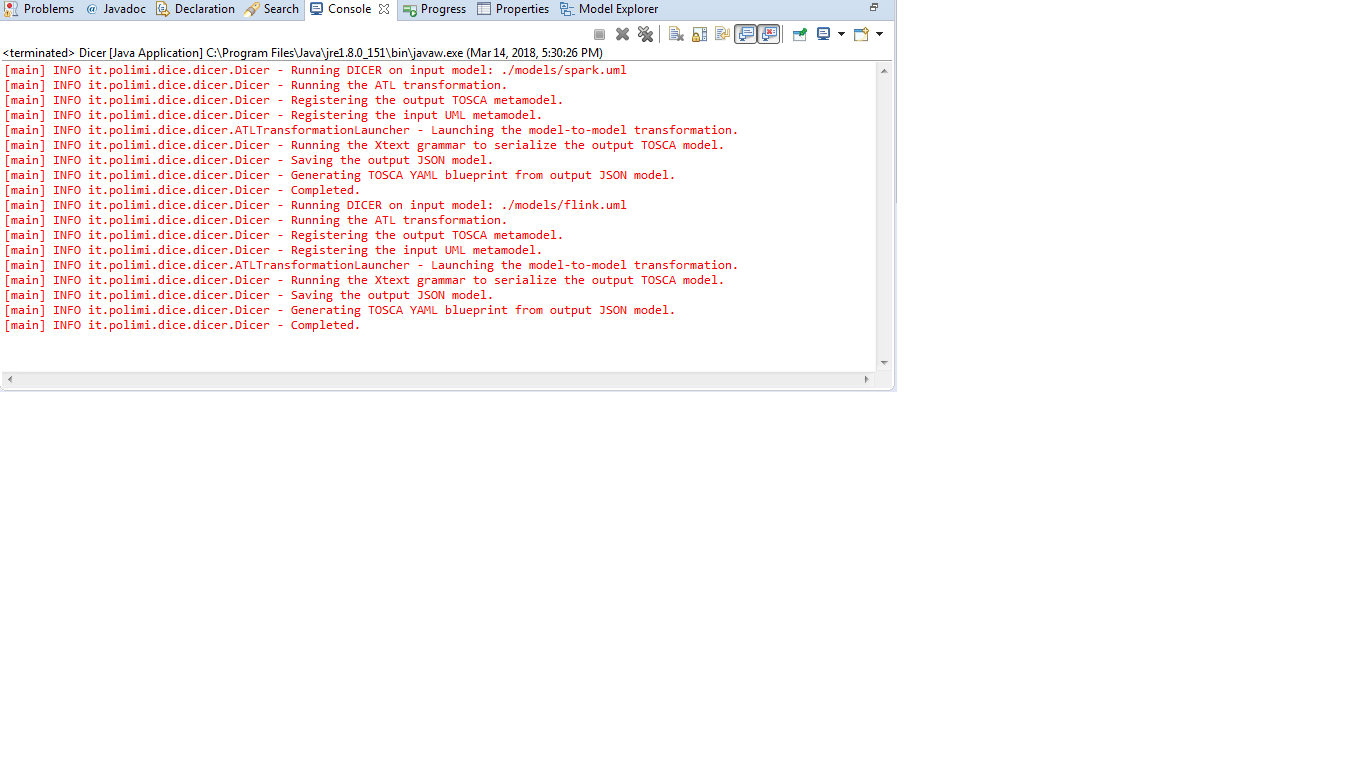 Problems @ Javadoc Declaration Search Console Progress Properties Model Explorer
<terminated> Dicer [Java Application] C:\Program Files\Java\jre1.8.0_151\bin\javaw.exe (Mar 14, 2018, 5:30:26 PM)
[main] INFO it.polimi.dice.dicer.Dicer - Running DICER on input model: ./models/spark.uml
[main] INFO it.polimi.dice.dicer.Dicer - Running the ATL transformation.
[main] INFO it.polimi.dice.dicer.Dicer - Registering the output TOSCA metamodel.
[main] INFO it.polimi.dice.dicer.Dicer - Registering the input UML metamodel.
[main] INFO it.polimi.dice.dicer.ATLTransformationLauncher - Launching the model-to-model transformation.
[main] INFO it.polimi.dice.dicer.Dicer - Running the Xtext grammar to serialize the output TOSCA model.
[main] INFO it.polimi.dice.dicer.Dicer - Saving the output JSON model.
[main] INFO it.polimi.dice.dicer.Dicer - Generating TOSCA YAML blueprint from output JSON model.
[main] INFO it.polimi.dice.dicer.Dicer - Completed.
[main] INFO it.polimi.dice.dicer.Dicer - Running DICER on input model: ./models/flink.uml
[main] INFO it.polimi.dice.dicer.Dicer - Running the ATL transformation.
[main] INFO it.polimi.dice.dicer.Dicer - Registering the output TOSCA metamodel.
[main] INFO it.polimi.dice.dicer.Dicer - Registering the input UML metamodel.
[main] INFO it.polimi.dice.dicer.ATLTransformationLauncher - Launching the model-to-model transformation.
[main] INFO it.polimi.dice.dicer.Dicer - Running the Xtext grammar to serialize the output TOSCA model.
[main] INFO it.polimi.dice.dicer.Dicer - Saving the output JSON model.
[main] INFO it.polimi.dice.dicer.Dicer - Generating TOSCA YAML blueprint from output JSON model.
[main] INFO it.polimi.dice.dicer.Dicer - Completed.